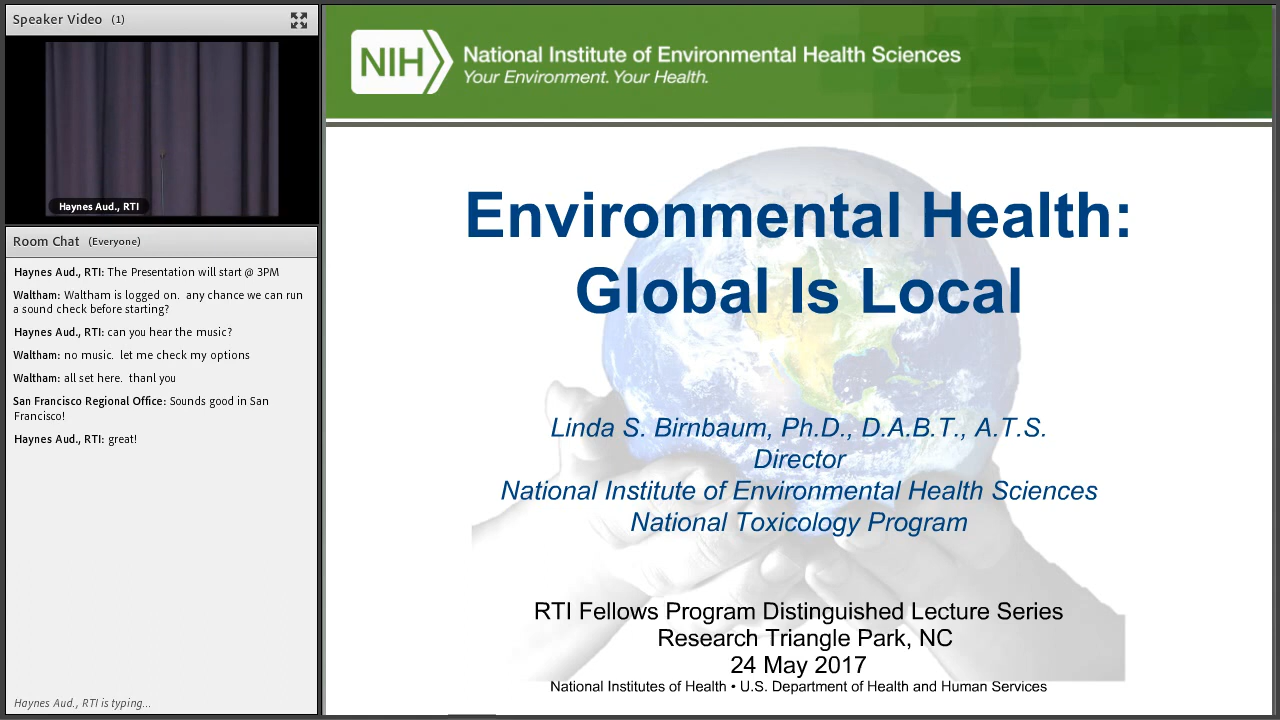 Speaker Video (1)
Haynes Aud., RTI
Room Chat (Everyone)
Haynes Aud., RTI: The Presentation will start @ 3PM
Waltham: Waltham is logged on.  any chance we can run
a sound check before starting?
Haynes Aud., RTI: can you hear the music?
Waltham: no music.  let me check my options
Waltham: all set here.  thanl you
San Francisco Regional Office: Sounds good in San
Francisco!
Haynes Aud., RTI: great!
Haynes Aud., RTI is typing...
NIH National Institute of Environmental Health Sciences
Your Environment. Your Health.
Environmental Health:
Global Is Local
Linda S. Birnbaum, Ph.D., D.A.B.T., A.T.S.
Director
National Institute of Environmental Health Sciences
National Toxicology Program
RTI Fellows Program Distinguished Lecture Series
Research Triangle Park, NC
24 May 2017
National Institutes of Health • U.S. Department of Health and Human Services